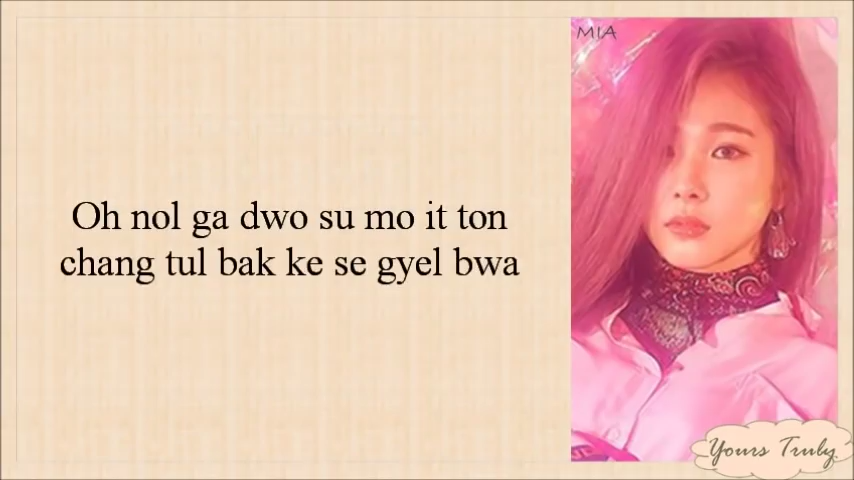 MIA
Oh nol ga dwo su mo it ton
chang tul bak ke se gyel bwa
Yours Truly